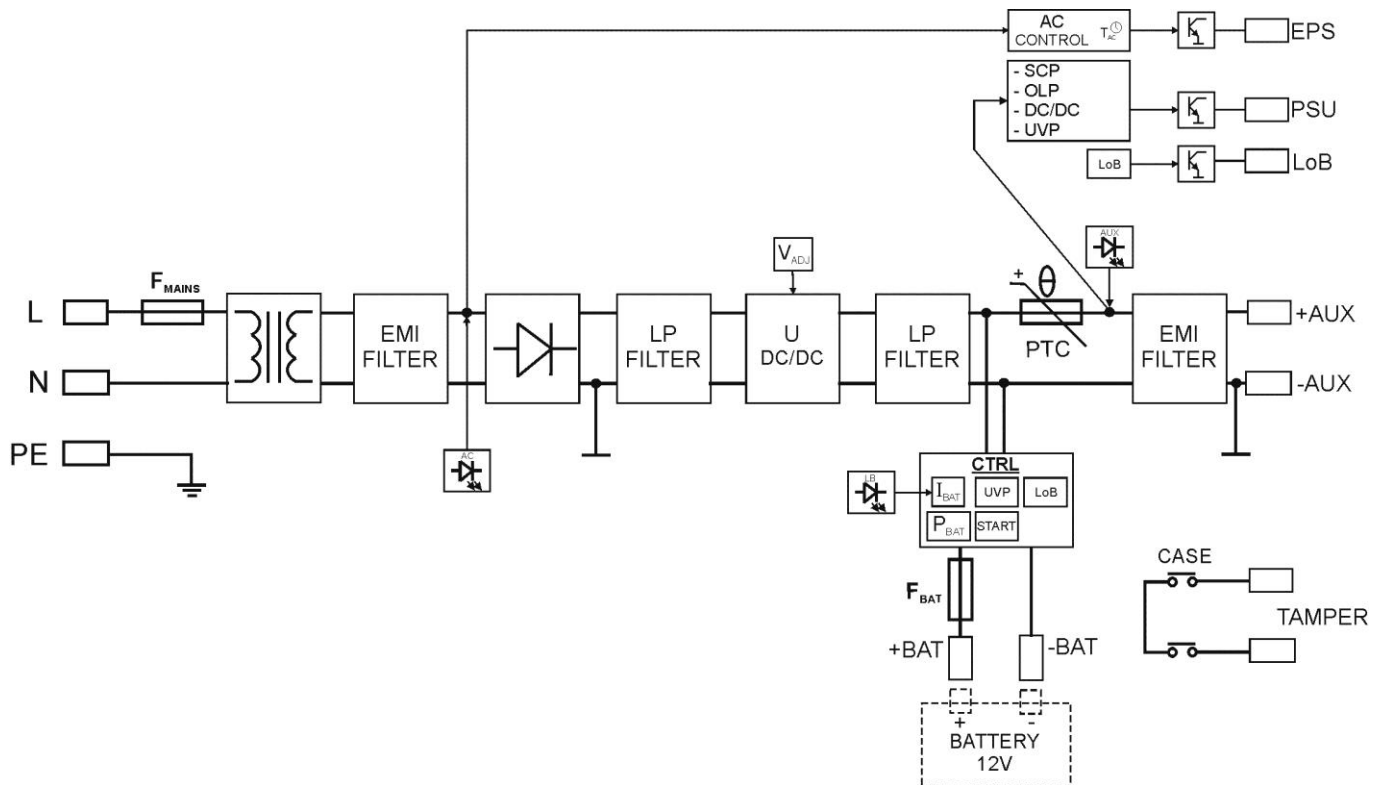 AC
CONTROL T AC
EPS
- SCP
- OLP
- DC/DC
- UVP
PSU
LoB
LoB
AUX
V ADJ
F MAINS
+ θ
L
EMI
FILTER
LP
FILTER
U
DC/DC
LP
FILTER
PTC
EMI
FILTER
+AUX
N
-AUX
PE
AC
CTRL
LB
I BAT
UVP
LoB
P BAT
START
CASE
F BAT
TAMPER
+BAT
-BAT
+ -
BATTERY
12V